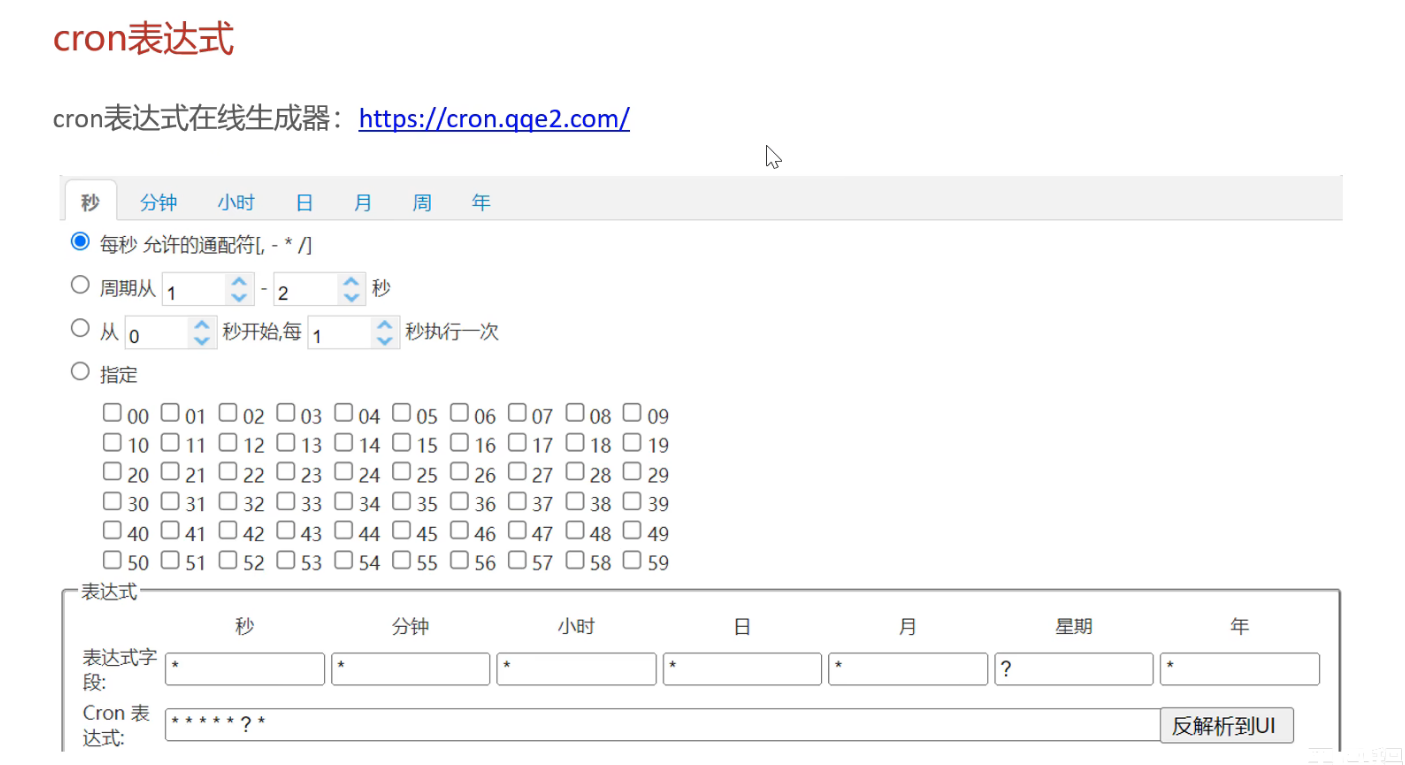 cron表达式
cron表达式在线生成器：https://cron.qqe2.com/
秒 分钟 小时 日 月 周 年
每秒 允许的通配符[, - * /]
周期从 1 - 2 秒
从 0 秒开始,每 1 秒执行一次
指定
00 01 02 03 04 05 06 07 08 09
10 11 12 13 14 15 16 17 18 19
20 21 22 23 24 25 26 27 28 29
30 31 32 33 34 35 36 37 38 39
40 41 42 43 44 45 46 47 48 49
50 51 52 53 54 55 56 57 58 59
表达式
秒 分钟 小时 日 月 星期 年
表达式字
段:
* * * * * ? *
Cron 表
达式:
* * * * * ? * 反解析到UI